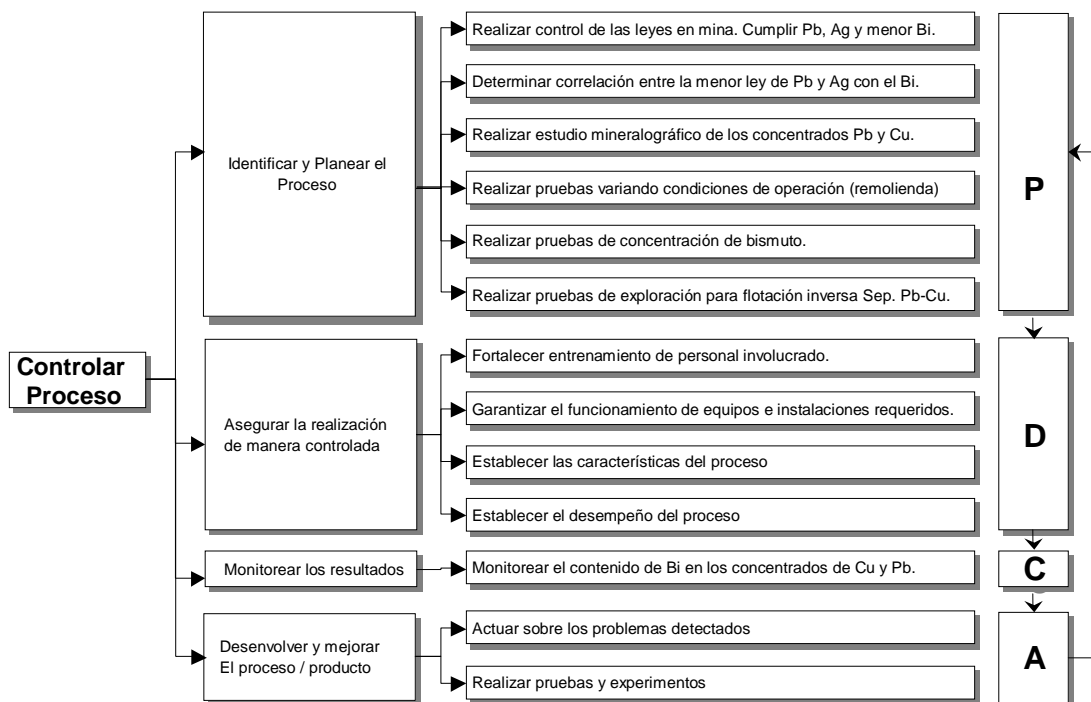 Controlar
Proceso
Identificar y Planear el
Proceso
Realizar control de las leyes en mina. Cumplir Pb, Ag y menor Bi.
Determinar correlación entre la menor ley de Pb y Ag con el Bi.
Realizar estudio mineralográfico de los concentrados Pb y Cu.
Realizar pruebas variando condiciones de operación (remolienda)
Realizar pruebas de concentración de bismuto.
Realizar pruebas de exploración para flotación inversa Sep. Pb-Cu.
P
Asegurar la realización
de manera controlada
Fortalecer entrenamiento de personal involucrado.
Garantizar el funcionamiento de equipos e instalaciones requeridos.
Establecer las características del proceso
Establecer el desempeño del proceso
D
Monitorear los resultados
Monitorear el contenido de Bi en los concentrados de Cu y Pb.
C
Desenvolver y mejorar
El proceso / producto
Actuar sobre los problemas detectados
Realizar pruebas y experimentos
A